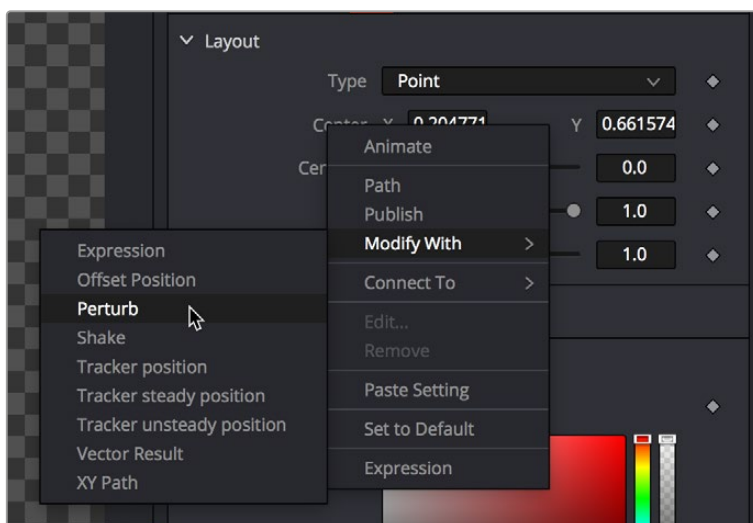 Layout
Type Point
Center X 0.204771 Y 0.661574
Cen 0.0
1.0
1.0
Animate
Path
Publish
Modify With
Connect To
Edit...
Remove
Paste Setting
Set to Default
Expression
Expression
Offset Position
Perturb
Shake
Tracker position
Tracker steady position
Tracker unsteady position
Vector Result
XY Path